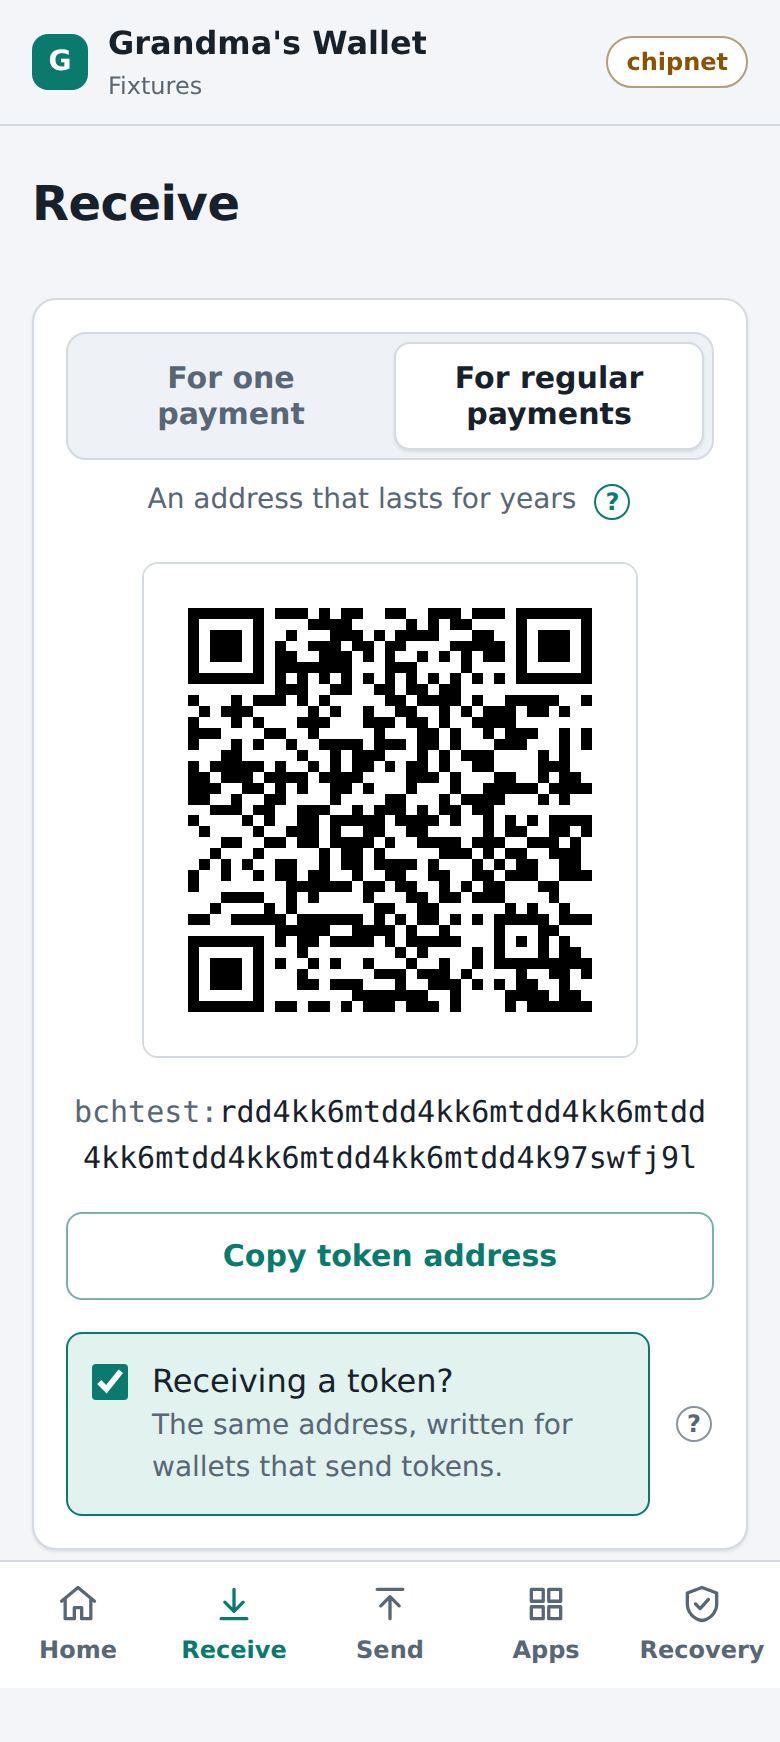 G
Grandma's Wallet
Fixtures
chipnet
Receive
For one
payment
For regular
payments
An address that lasts for years ?
bchtest:rdd4kk6mtdd4kk6mtdd4kk6mtdd
4kk6mtdd4kk6mtdd4kk6mtdd4k97swfj9l
Copy token address
Receiving a token?
The same address, written for
wallets that send tokens.
?
Home
Receive
Send
Apps
Recovery